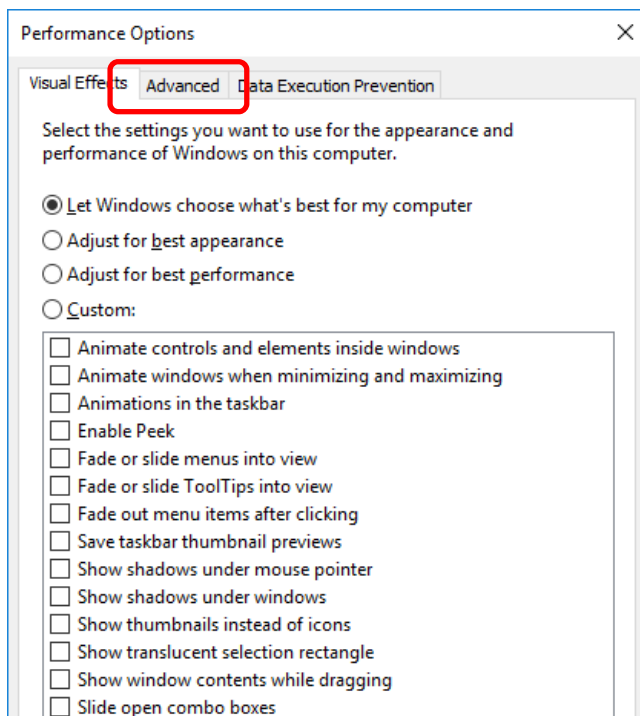 Performance Options
Visual Effects Advanced Data Execution Prevention
Select the settings you want to use for the appearance and
performance of Windows on this computer.
Let Windows choose what's best for my computer
Adjust for best appearance
Adjust for best performance
Custom:
Animate controls and elements inside windows
Animate windows when minimizing and maximizing
Animations in the taskbar
Enable Peek
Fade or slide menus into view
Fade or slide ToolTips into view
Fade out menu items after clicking
Save taskbar thumbnail previews
Show shadows under mouse pointer
Show shadows under windows
Show thumbnails instead of icons
Show translucent selection rectangle
Show window contents while dragging
Slide open combo boxes